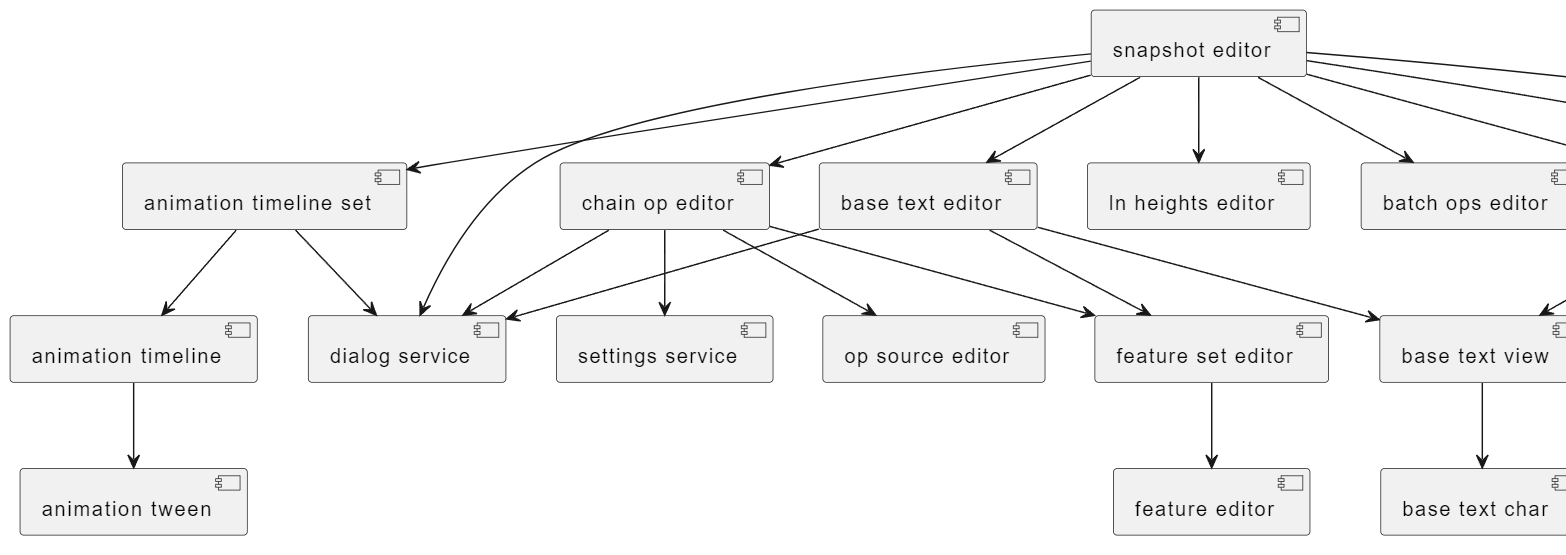 snapshot editor
animation timeline set
chain op editor
base text editor
ln heights editor
batch ops editor
animation timeline
dialog service
settings service
op source editor
feature set editor
base text view
animation tween
feature editor
base text char